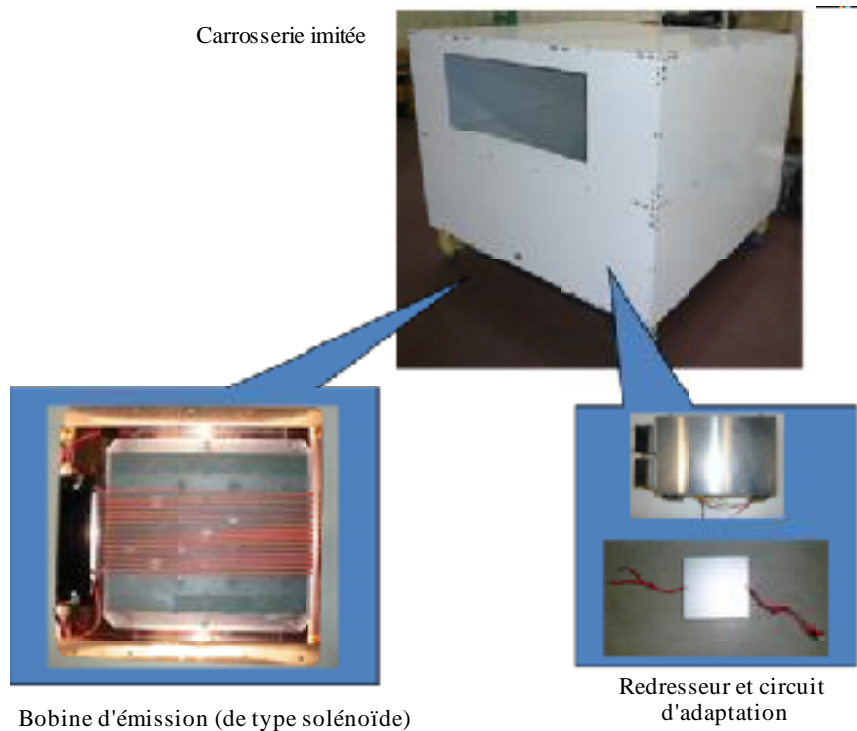 Carrosserie imitée
Bobine d'émission (de type solénoïde)
Redresseur et circuit
d'adaptation